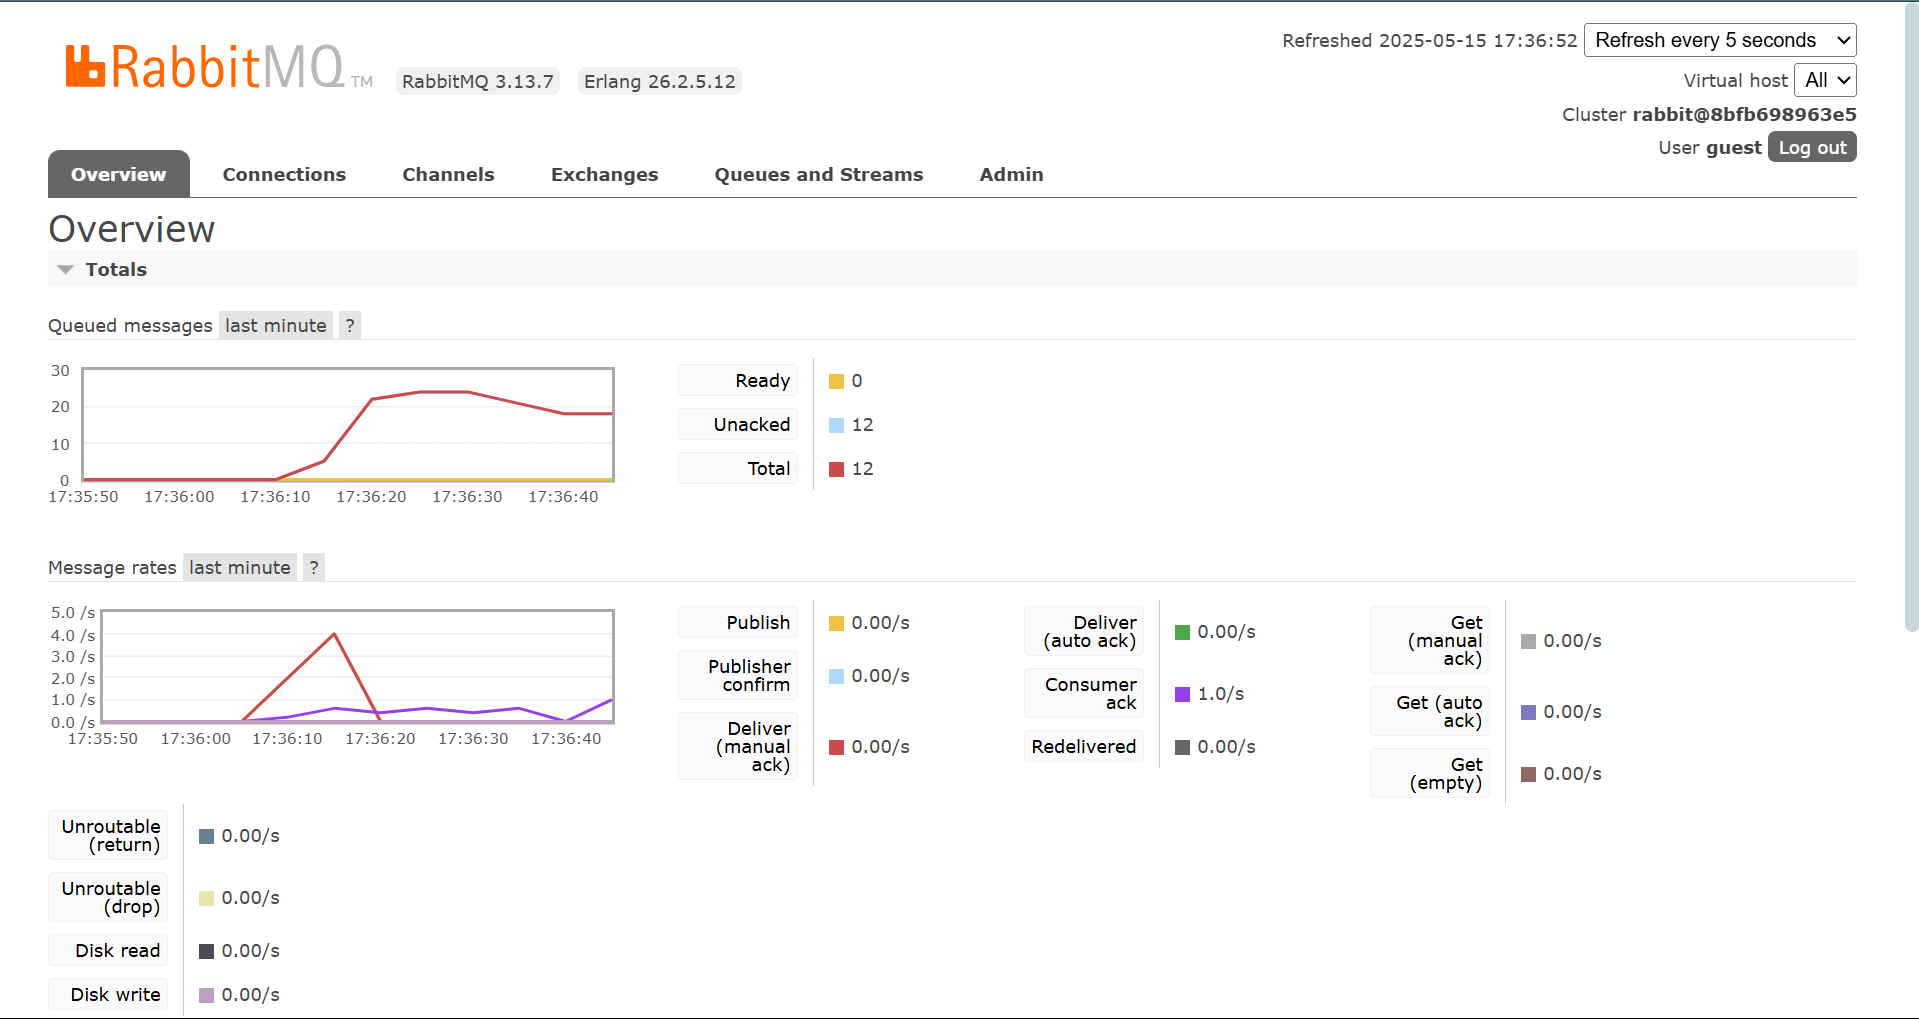 RabbitMQ TM
RabbitMQ 3.13.7
Erlang 26.2.5.12
Refreshed 2025-05-15 17:36:52
Refresh every 5 seconds
Virtual host
All
Cluster rabbit@8bfb698963e5
User guest
Log out
Overview
Connections
Channels
Exchanges
Queues and Streams
Admin
Overview
Totals
Queued messages last minute ?
30
20
10
0
17:35:50 17:36:00 17:36:10 17:36:20 17:36:30 17:36:40
Ready
0
Unacked
12
Total
12
Message rates last minute ?
5.0 /s
4.0 /s
3.0 /s
2.0 /s
1.0 /s
0.0 /s
17:35:50 17:36:00 17:36:10 17:36:20 17:36:30 17:36:40
Publish
0.00/s
Publisher
confirm
0.00/s
Deliver
(manual
ack)
0.00/s
Deliver
(auto ack)
0.00/s
Consumer
ack
1.0/s
Redelivered
0.00/s
Get
(manual
ack)
0.00/s
Get (auto
ack)
0.00/s
Get
(empty)
0.00/s
Unroutable
(return)
0.00/s
Unroutable
(drop)
0.00/s
Disk read
0.00/s
Disk write
0.00/s